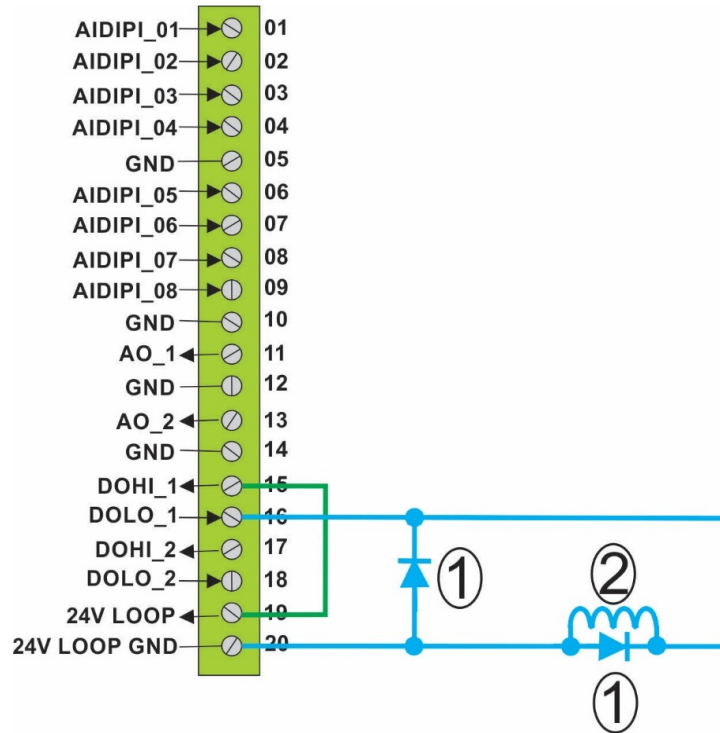 AIDIPI_01 01
AIDIPI_02 02
AIDIPI_03 03
AIDIPI_04 04
GND 05
AIDIPI_05 06
AIDIPI_06 07
AIDIPI_07 08
AIDIPI_08 09
GND 10
AO_1 11
GND 12
AO_2 13
GND 14
DOHI_1 15
DOLO_1 16
DOHI_2 17
DOLO_2 18
24V LOOP 19
24V LOOP GND 20
1
2
1